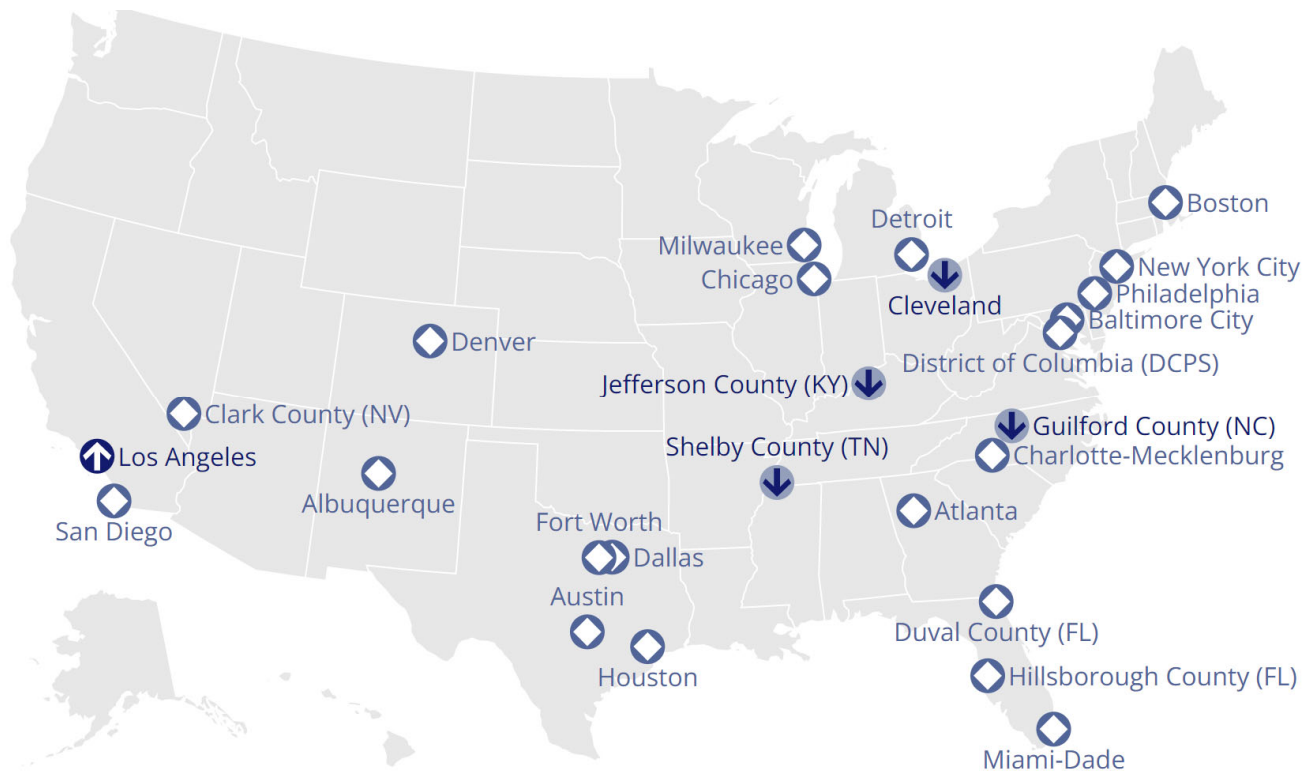 Boston
Detroit
Milwaukee
New York City
Chicago
Philadelphia
Cleveland
Baltimore City
Denver
District of Columbia (DCPS)
Jefferson County (KY)
Clark County (NV)
Guilford County (NC)
Shelby County (TN)
Los Angeles
Charlotte-Mecklenburg
Albuquerque
Atlanta
Fort Worth
San Diego
Dallas
Austin
Duval County (FL)
Houston
Hillsborough County (FL)
Miami-Dade